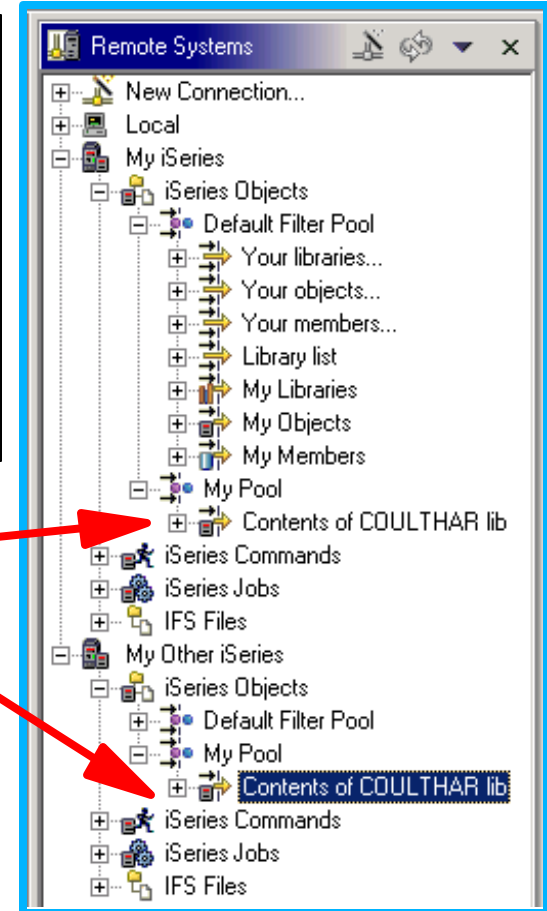 Remote Systems
New Connection...
Local
My iSeries
iSeries Objects
Default Filter Pool
Your libraries...
Your objects...
Your members...
Library list
My Libraries
My Objects
My Members
My Pool
Contents of COULTHAR lib
iSeries Commands
iSeries Jobs
IFS Files
My Other iSeries
iSeries Objects
Default Filter Pool
My Pool
Contents of COULTHAR lib
iSeries Commands
iSeries Jobs
IFS Files